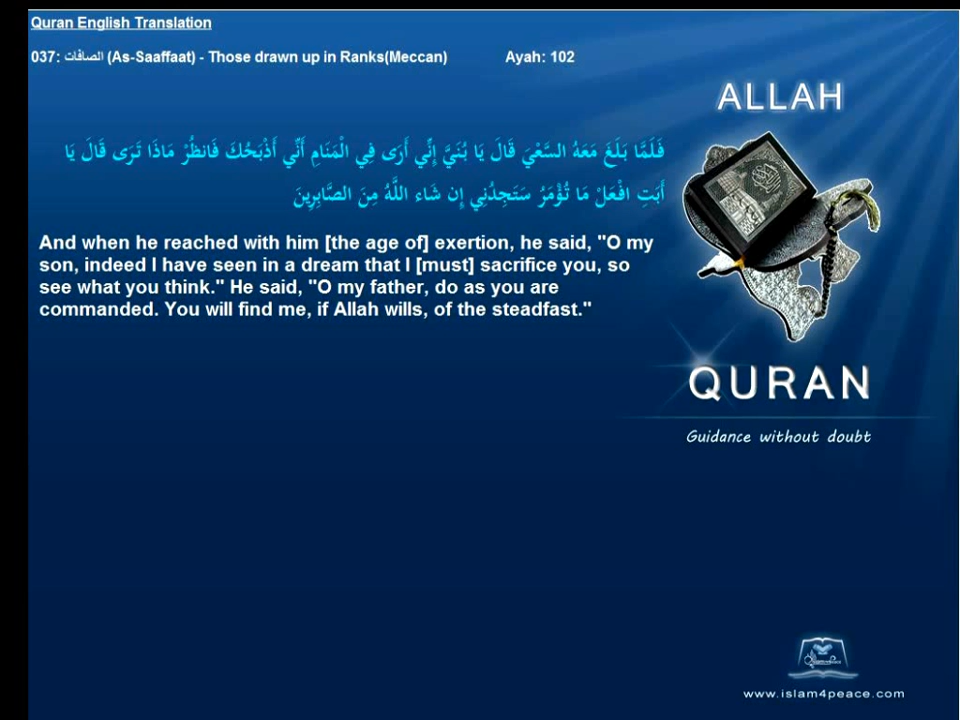 Quran English Translation
037: الصافات (As-Saaffaat) - Those drawn up in Ranks(Meccan) Ayah: 102
ALLAH
فَلَمَّا بَلَغَ مَعَهُ السَّعْيَ قَالَ يَا بُنَيَّ إِنِّي أَرَى فِي الْمَنَامِ أَنِّي أَذْبَحُكَ فَانظُرْ مَاذَا تَرَى قَالَ يَا
أَبَتِ افْعَلْ مَا تُؤْمَرُ سَتَجِدُنِي إِن شَاء اللَّهُ مِنَ الصَّابِرِينَ
And when he reached with him [the age of] exertion, he said, "O my
son, indeed I have seen in a dream that I [must] sacrifice you, so
see what you think." He said, "O my father, do as you are
commanded. You will find me, if Allah wills, of the steadfast."
QURAN
Guidance without doubt
www.islam4peace.com